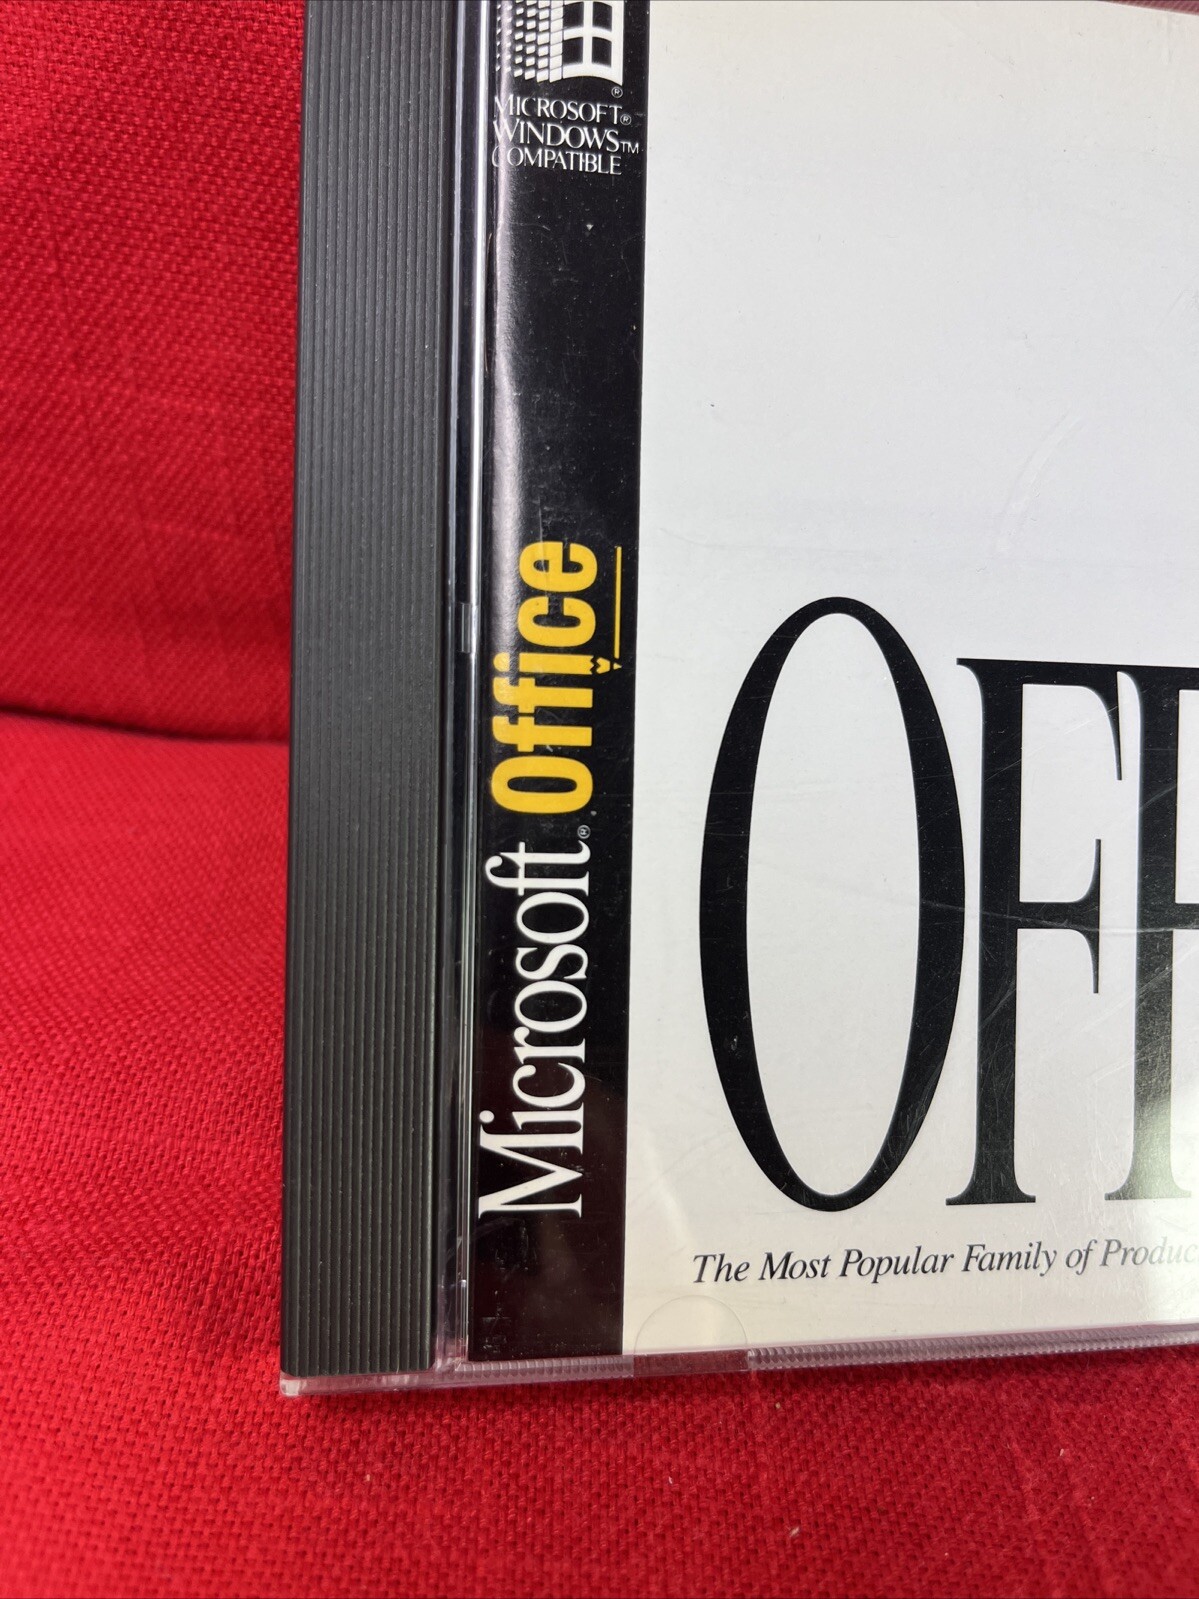 MICROSOFT®
WINDOWS™
COMPATIBLE
Microsoft® Office
OFF
The Most Popular Family of Produc